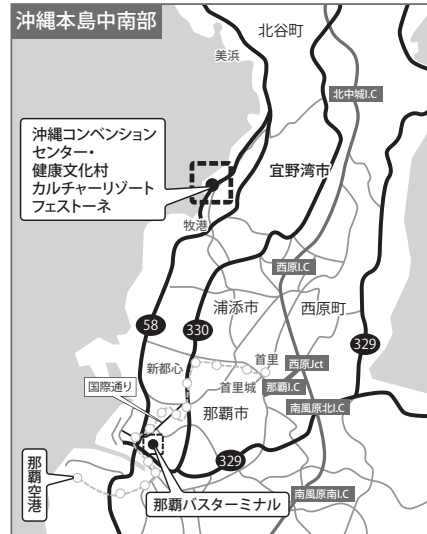 沖縄本島中南部
北谷町
美浜
北中城I.C
沖縄コンベンション
センター・
健康文化村
カルチャーリゾート
フェストーネ
宜野湾市
牧港
西原I.C
浦添市
西原町
58
330
329
新都心
首里
西原Jct
国際通り
首里城
那覇I.C
那覇市
南風原北I.C
329
那覇空港
那覇バスターミナル
南風原南I.C